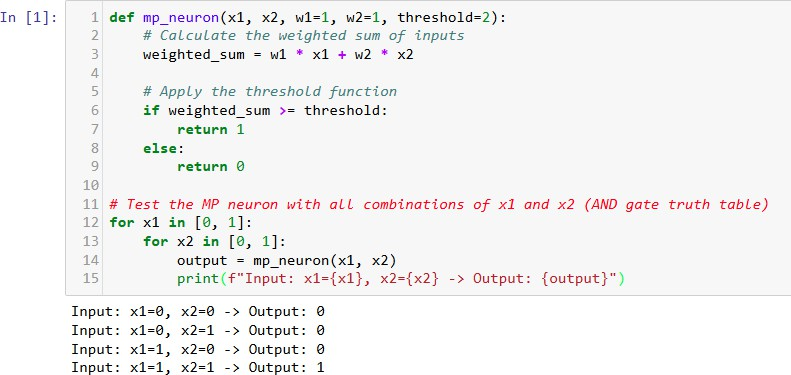 In [1]:
1 def mp_neuron(x1, x2, w1=1, w2=1, threshold=2):
2     # Calculate the weighted sum of inputs
3     weighted_sum = w1 * x1 + w2 * x2
4
5     # Apply the threshold function
6     if weighted_sum >= threshold:
7         return 1
8     else:
9         return 0
10
11 # Test the MP neuron with all combinations of x1 and x2 (AND gate truth table)
12 for x1 in [0, 1]:
13     for x2 in [0, 1]:
14         output = mp_neuron(x1, x2)
15         print(f"Input: x1={x1}, x2={x2} -> Output: {output}")
Input: x1=0, x2=0 -> Output: 0
Input: x1=0, x2=1 -> Output: 0
Input: x1=1, x2=0 -> Output: 0
Input: x1=1, x2=1 -> Output: 1